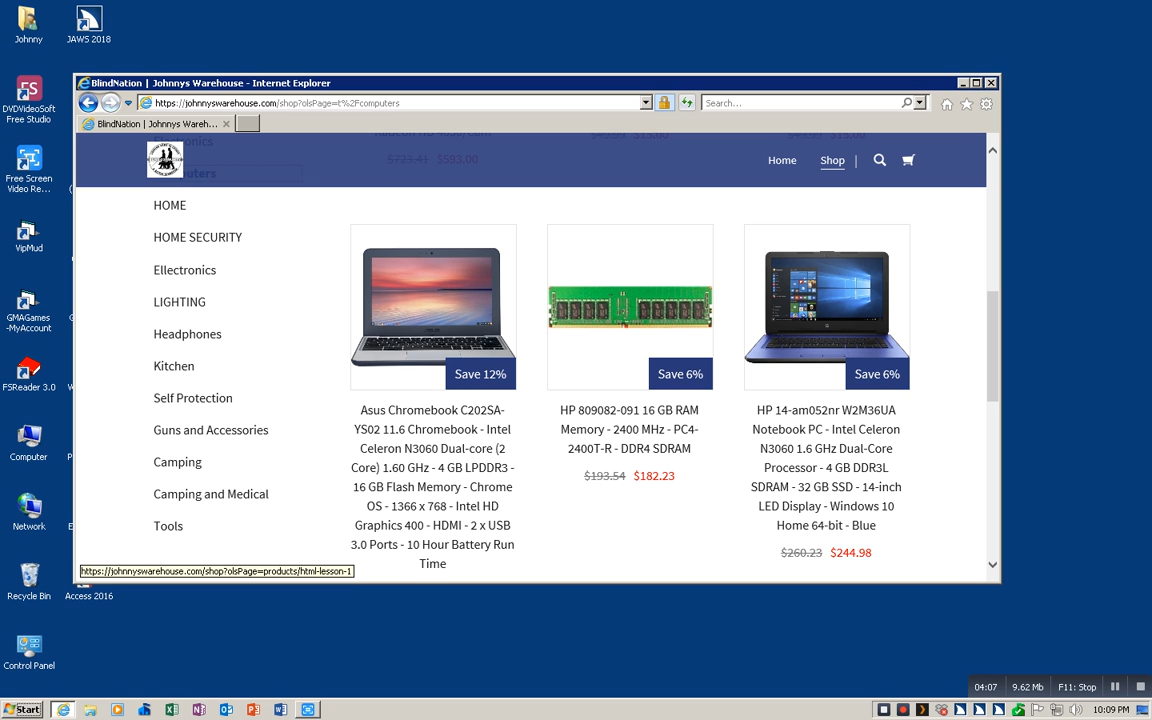 Johnny
JAWS 2018
DVDVideoSoft
Free Studio
Free Screen
Video Re...
VipMud
GMAGames
-MyAccount
FSReader 3.0
Computer
Network
Recycle Bin
Access 2016
Control Panel
BlindNation | Johnnys Warehouse - Internet Explorer
https://johnnyswarehouse.com/shop?olsPage=t%2Fcomputers
Search...
BlindNation | Johnnys Wareh...
Electronics
$723.41 $593.00
Home
Shop
HOME
HOME SECURITY
Ellectronics
LIGHTING
Headphones
Kitchen
Self Protection
Guns and Accessories
Camping
Camping and Medical
Tools
Save 12%
Asus Chromebook C202SA-
YS02 11.6 Chromebook - Intel
Celeron N3060 Dual-core (2
Core) 1.60 GHz - 4 GB LPDDR3 -
16 GB Flash Memory - Chrome
OS - 1366 x 768 - Intel HD
Graphics 400 - HDMI - 2 x USB
3.0 Ports - 10 Hour Battery Run
Time
Save 6%
HP 809082-091 16 GB RAM
Memory - 2400 MHz - PC4-
2400T-R - DDR4 SDRAM
$193.54 $182.23
Save 6%
HP 14-am052nr W2M36UA
Notebook PC - Intel Celeron
N3060 1.6 GHz Dual-Core
Processor - 4 GB DDR3L
SDRAM - 32 GB SSD - 14-inch
LED Display - Windows 10
Home 64-bit - Blue
$260.23 $244.98
https://johnnyswarehouse.com/shop?olsPage=products/html-lesson-1
04:07
9.62 Mb
F11: Stop
Start
10:09 PM